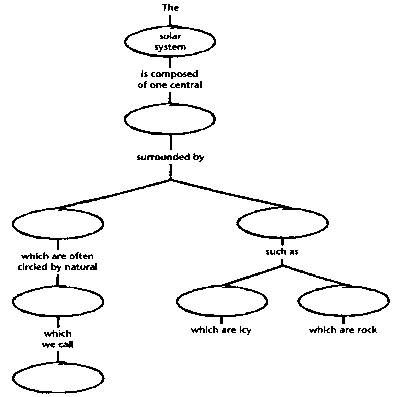 The
solar
system
is composed
of one central
surrounded by
which are often
circled by natural
such as
which are icy
which are rock
which
we call